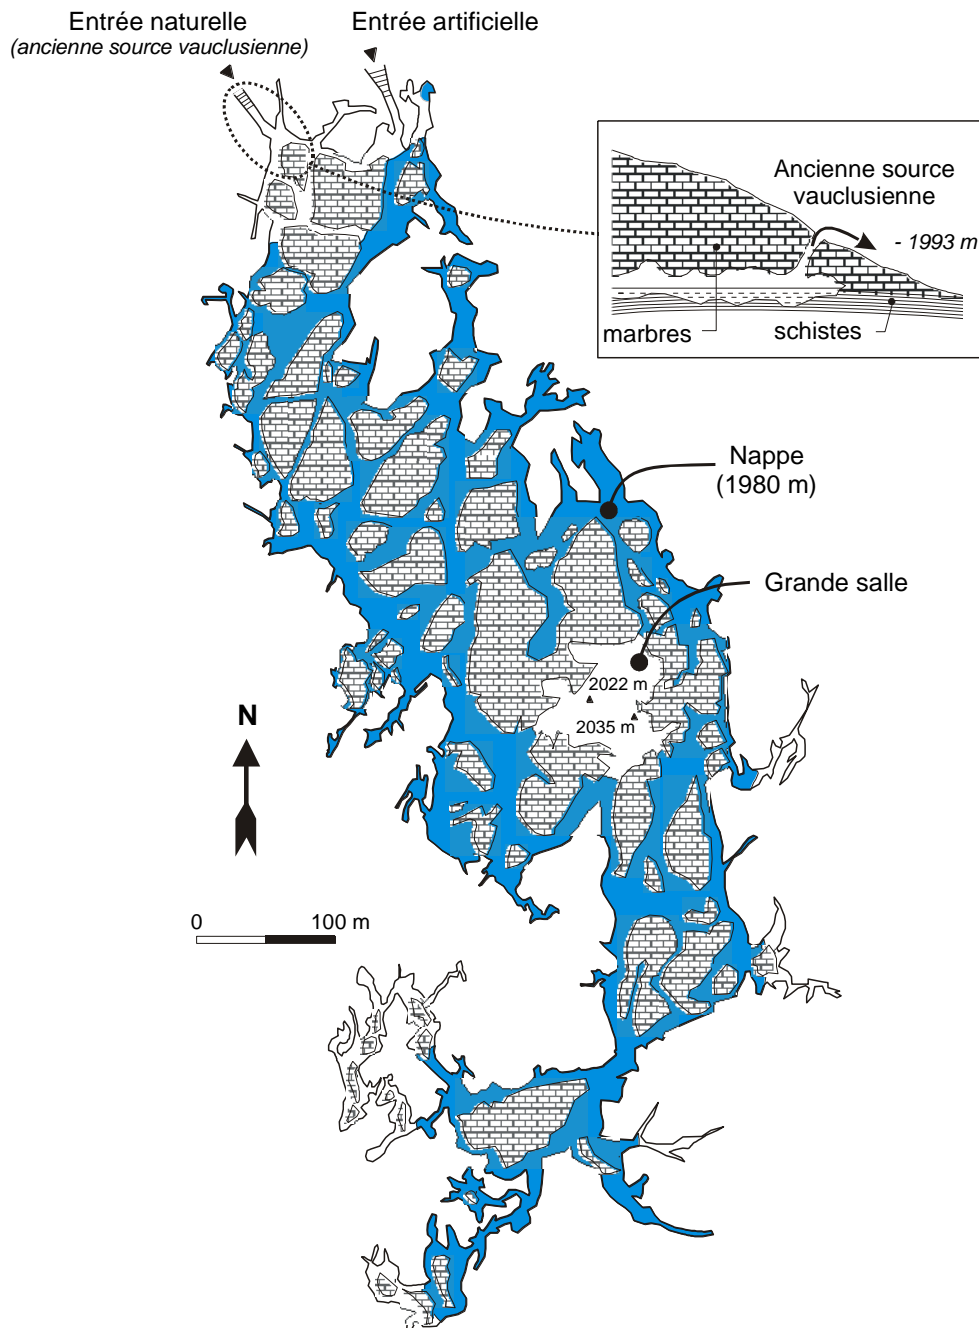 Entrée naturelle
(ancienne source vauclusienne)
Entrée artificielle
Ancienne source
vauclusienne
- 1993 m
marbres
schistes
Nappe
(1980 m)
Grande salle
2022 m
2035 m
N
0
100 m